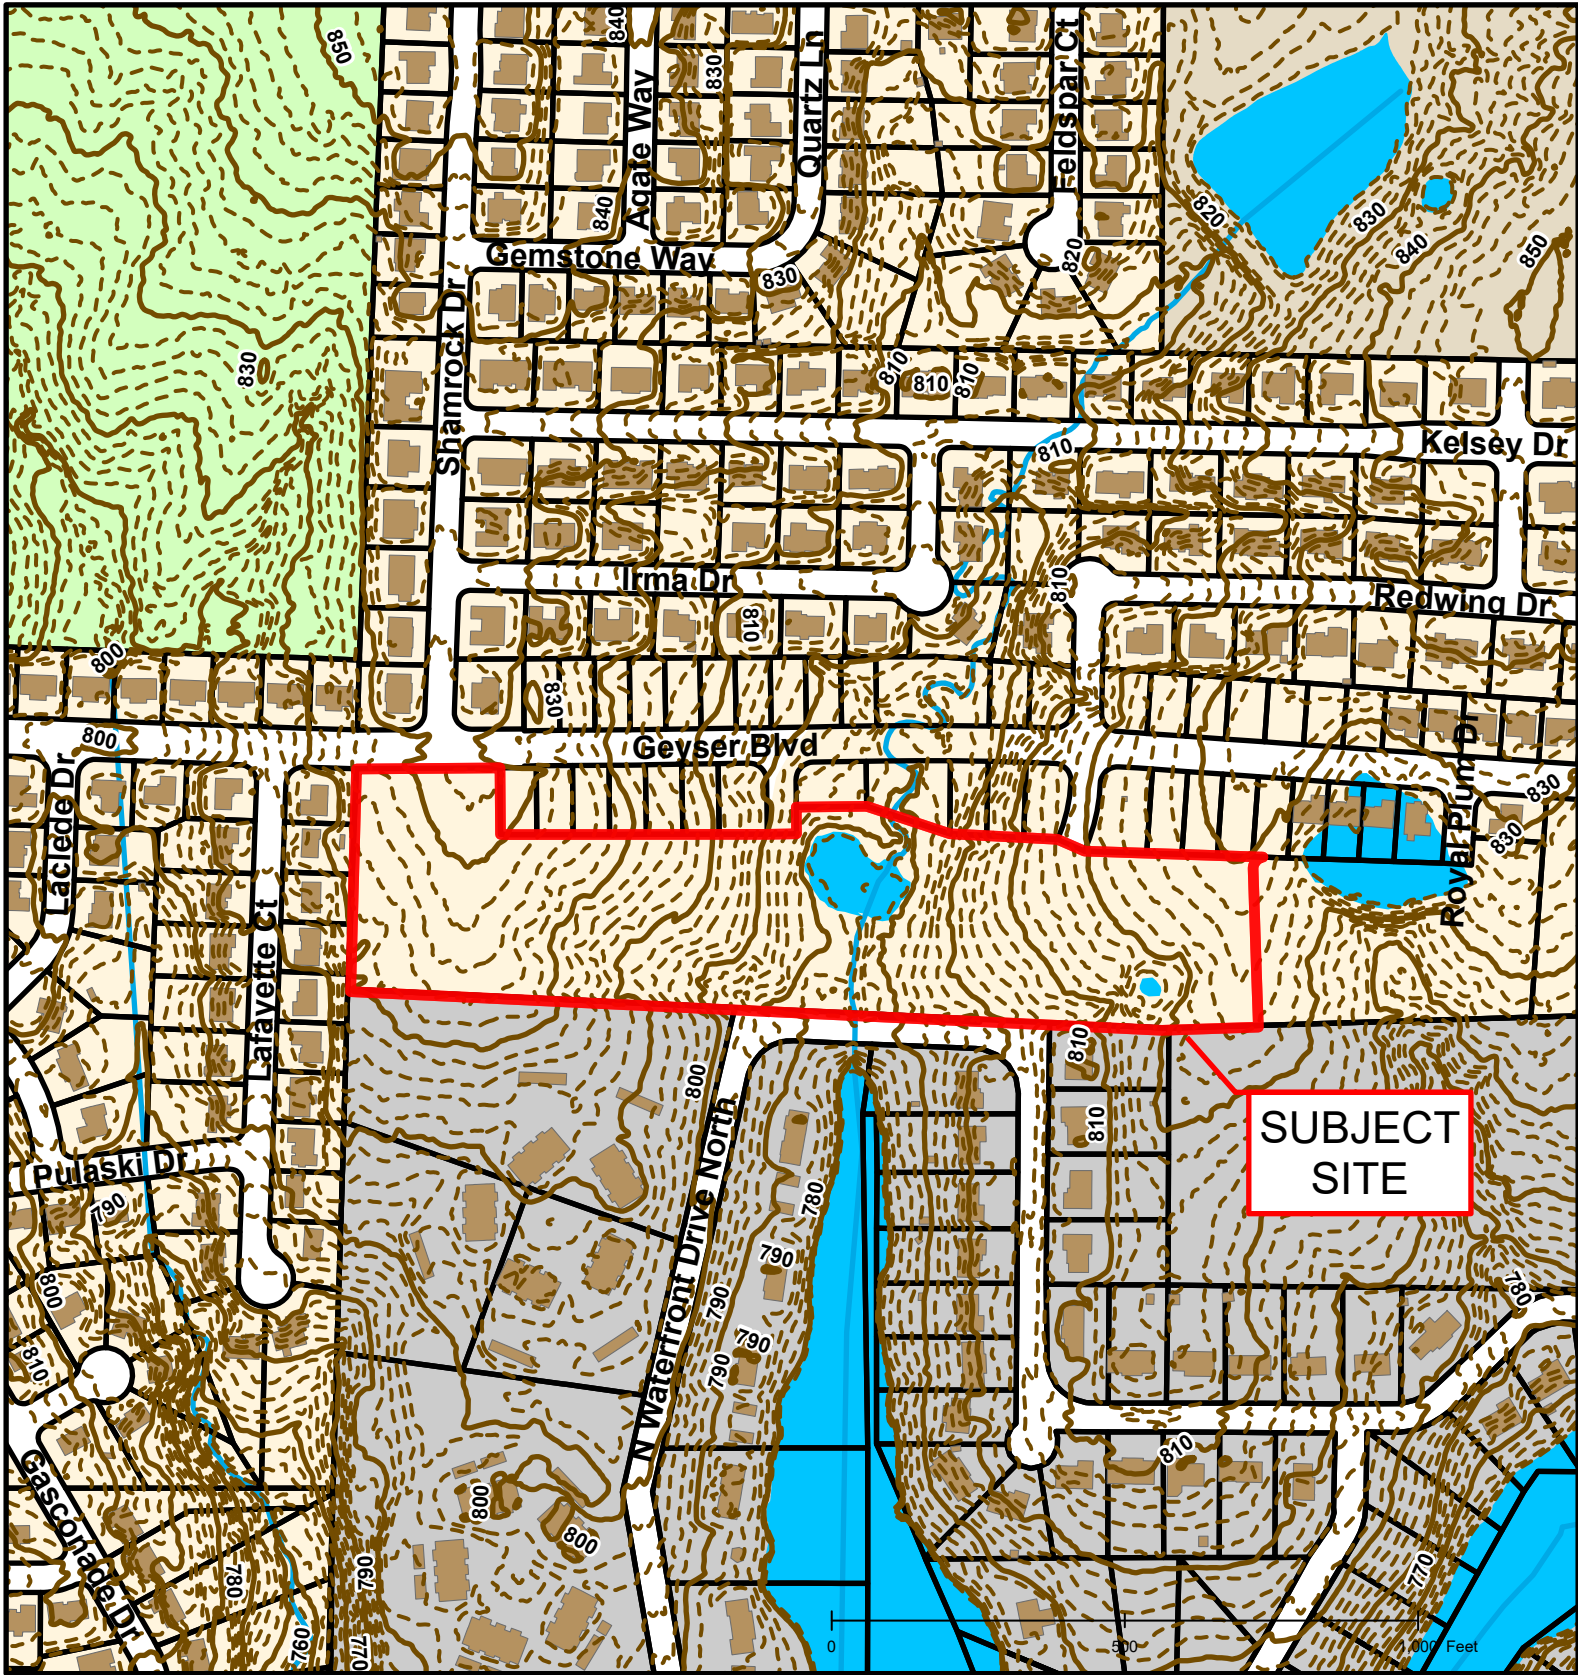 850
840
830
Agate Way
Quartz Ln
Feldspar Ct
840
820
830
840
850
Gemstone Way
830
820
Shamrock Dr
830
810
810
810
Kelsey Dr
810
Irma Dr
810
Redwing Dr
810
800
830
800
Geyser Blvd
Royal Plum Dr
830
830
Laclede Dr
Lafayette Ct
800
810
810
SUBJECT
SITE
Pulaski Dr
790
N Waterfront Drive North
780
790
790
790
790
800
810
780
810
Gasconade Dr
800
800
780
790
760
770
770
0
500
1,000 Feet